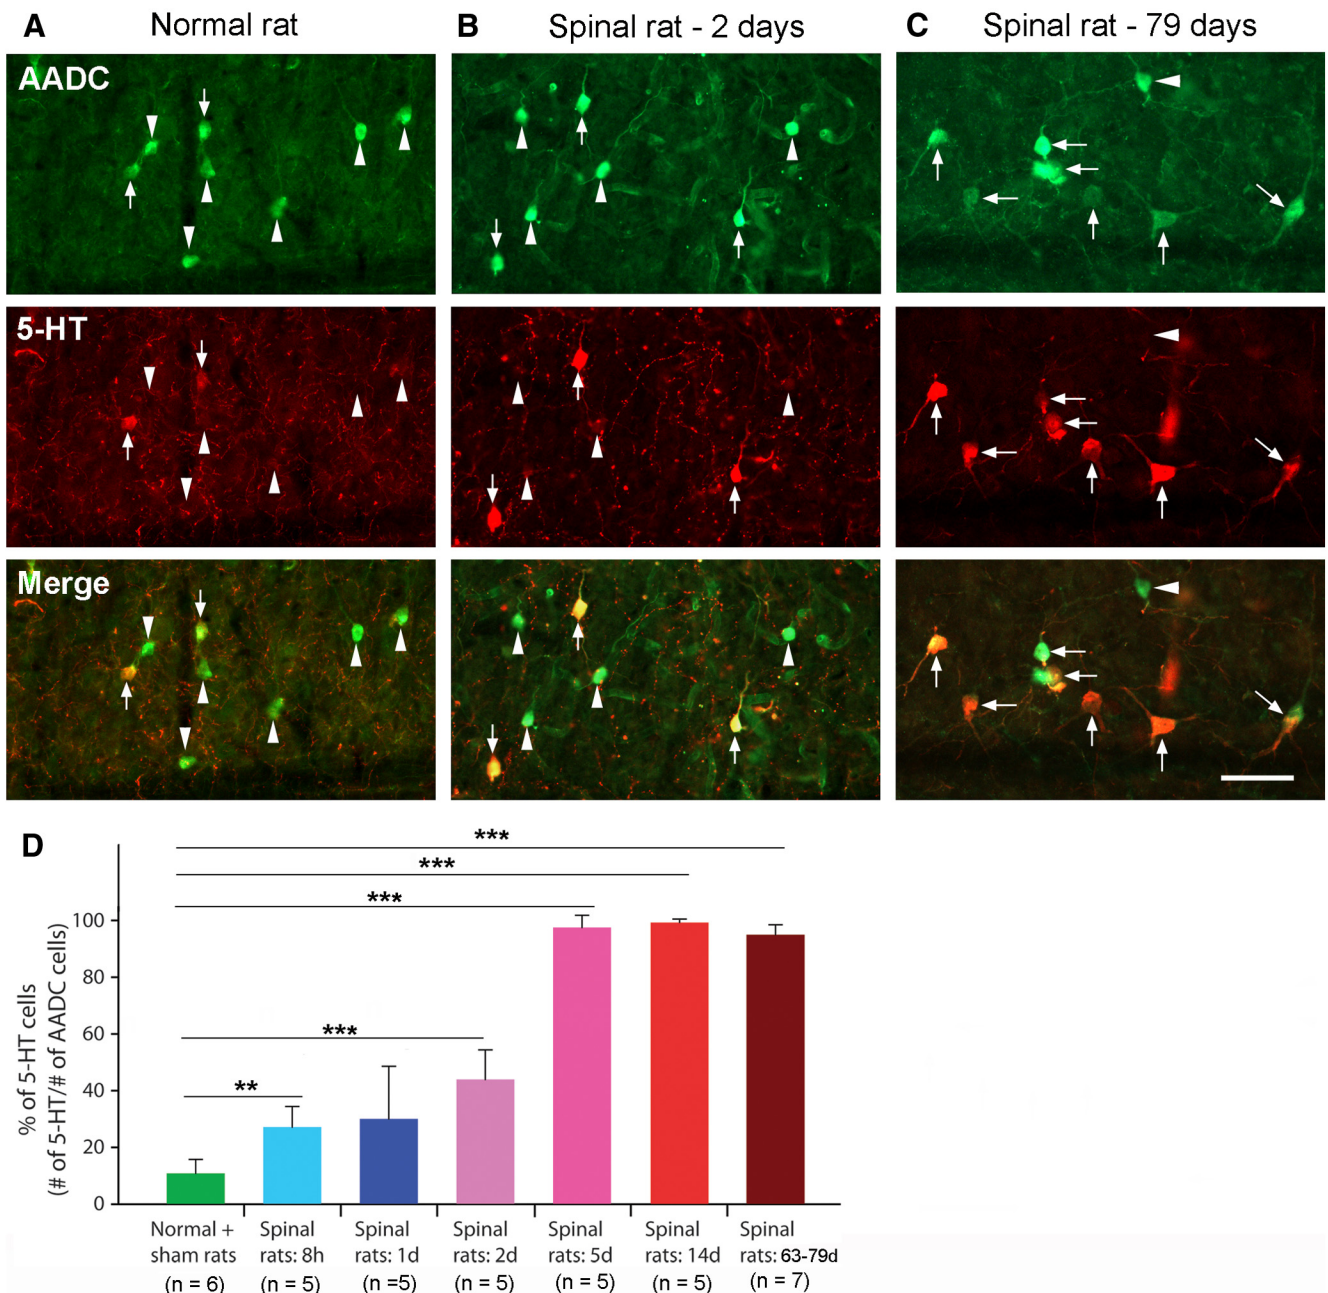 A Normal rat B Spinal rat - 2 days C Spinal rat - 79 days
AADC
5-HT
Merge
D
% of 5-HT cells
(# of 5-HT/# of AADC cells)
100
80
60
40
20
0
***
***
***
***
**
Normal + sham rats (n = 6)
Spinal rats: 8h (n = 5)
Spinal rats: 1d (n =5)
Spinal rats: 2d (n = 5)
Spinal rats: 5d (n = 5)
Spinal rats: 14d (n = 5)
Spinal rats: 63-79d (n = 7)